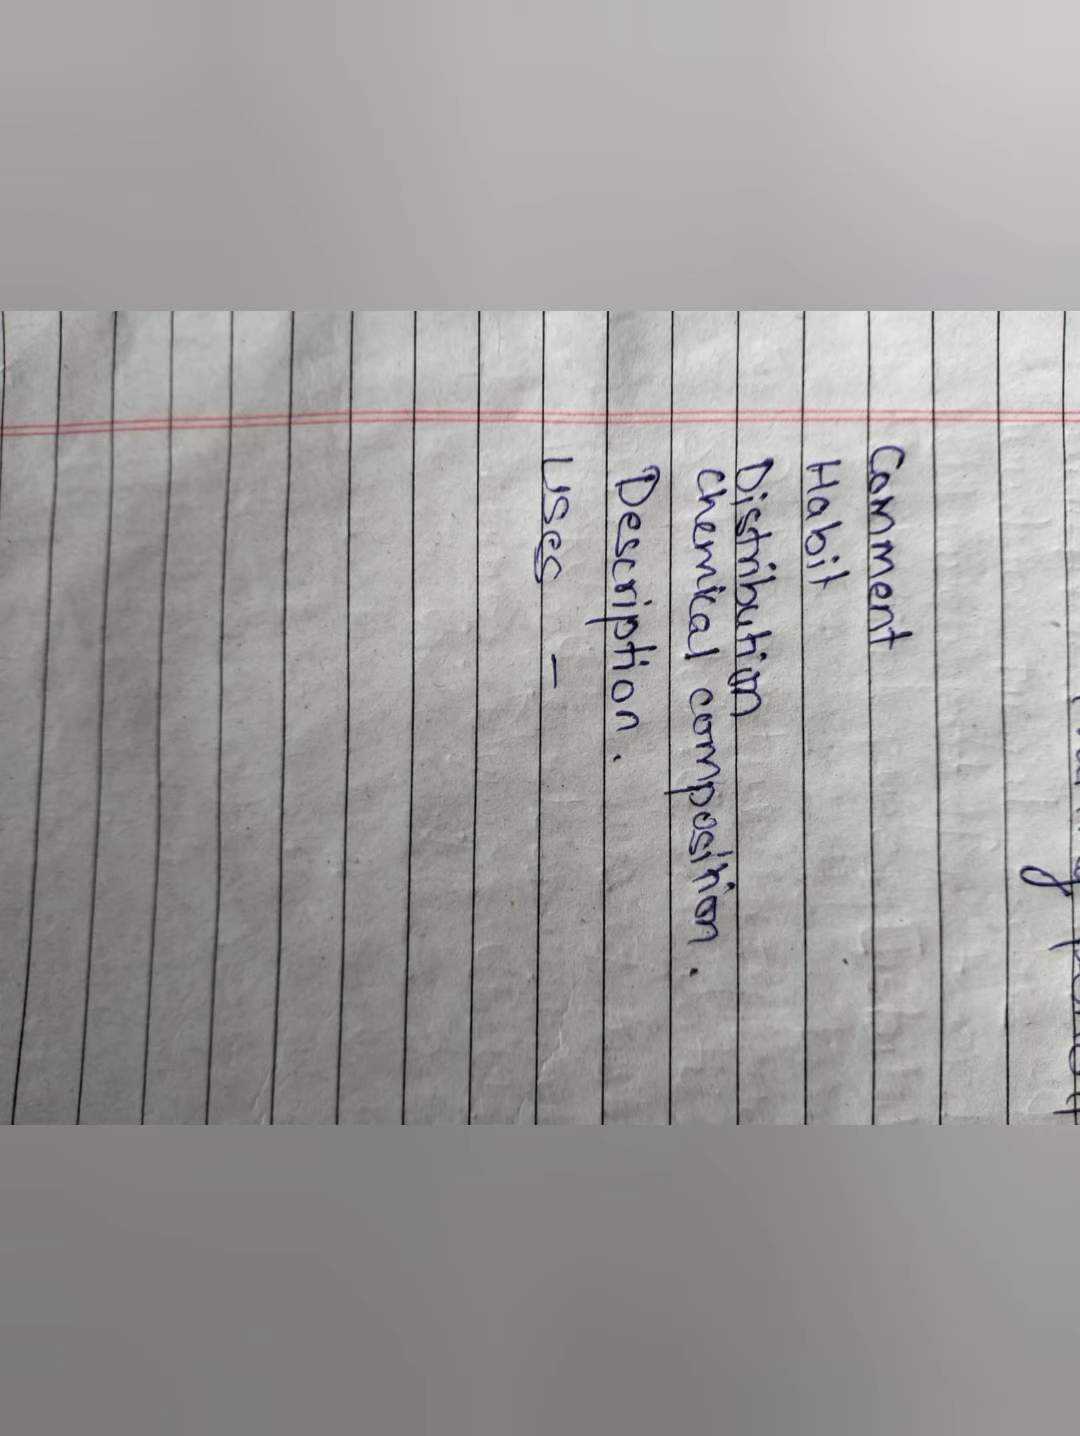 Comment
Habit
Distribution
chemical composition.
Description.
Uses –